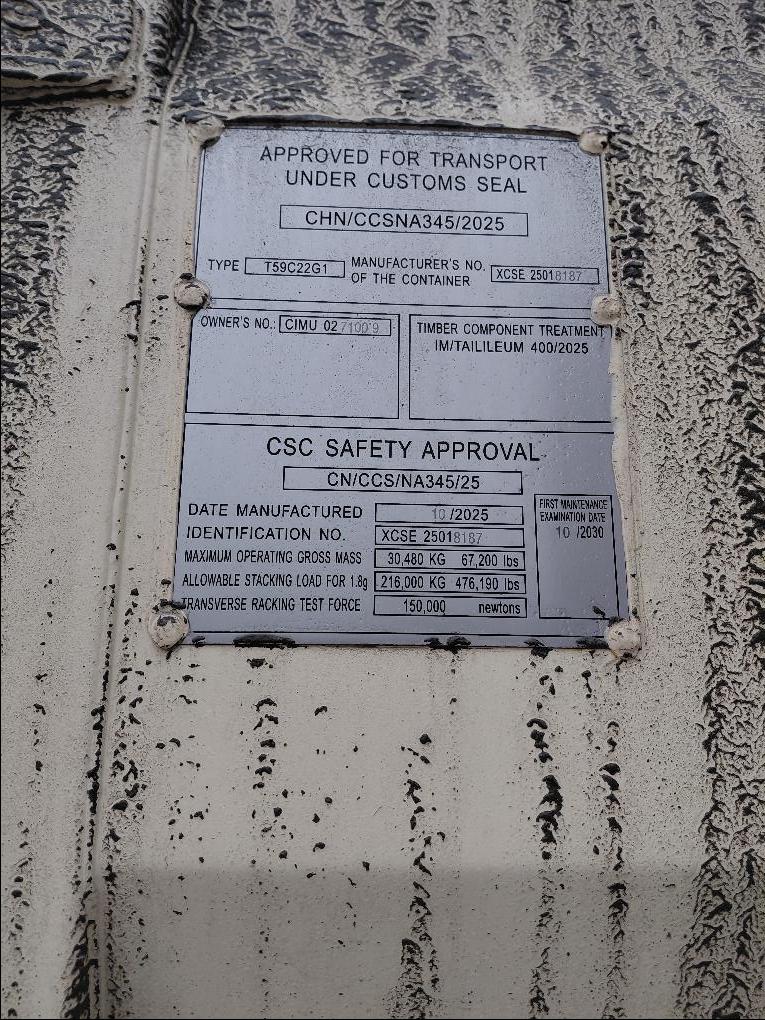 APPROVED FOR TRANSPORT
UNDER CUSTOMS SEAL
CHN/CCSNA345/2025
TYPE T59C22G1 MANUFACTURER'S NO. OF THE CONTAINER XCSE 25018187
OWNER'S NO.: CIMU 027100 9
TIMBER COMPONENT TREATMENT
IM/TAILILEUM 400/2025
CSC SAFETY APPROVAL
CN/CCS/NA345/25
DATE MANUFACTURED 10 /2025
IDENTIFICATION NO. XCSE 25018187
MAXIMUM OPERATING GROSS MASS 30,480 KG 67,200 lbs
ALLOWABLE STACKING LOAD FOR 1.8g 216,000 KG 476,190 lbs
TRANSVERSE RACKING TEST FORCE 150,000 newtons
FIRST MAINTENANCE
EXAMINATION DATE
10 /2030